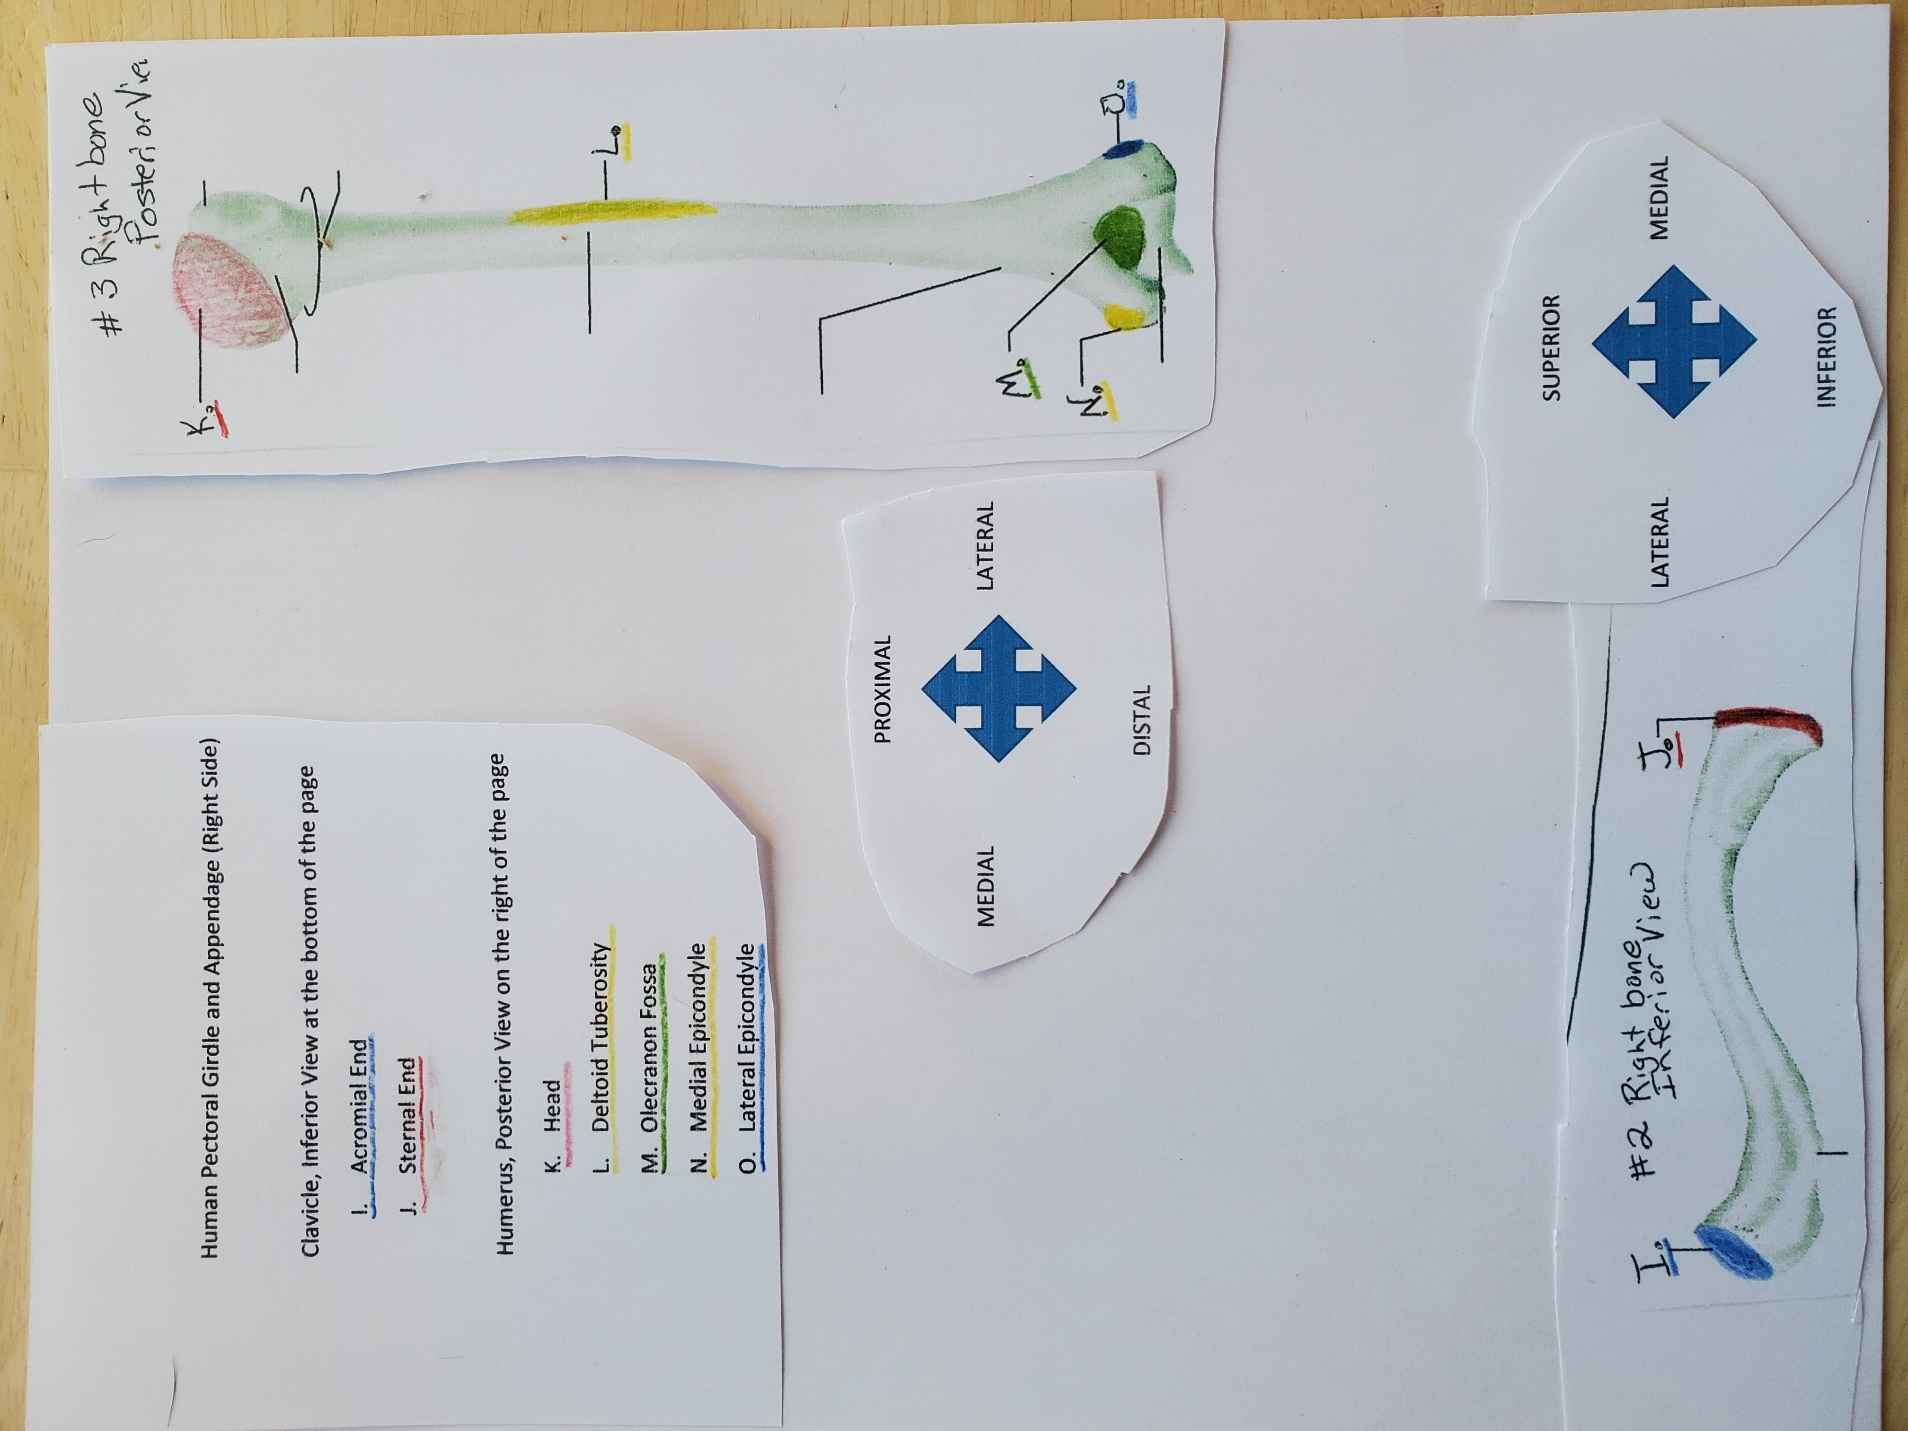 Human Pectoral Girdle and Appendage (Right Side)
Clavicle, Inferior View at the bottom of the page
I. Acromial End
J. Sternal End
Humerus, Posterior View on the right of the page
K. Head
L. Deltoid Tuberosity
M. Olecranon Fossa
N. Medial Epicondyle
O. Lateral Epicondyle
#3 Right bone
Posterior Vie
K.
L.
M.
N.
O.
PROXIMAL
MEDIAL
LATERAL
DISTAL
#2 Right bone
Inferior View
I.
J.
SUPERIOR
LATERAL
MEDIAL
INFERIOR